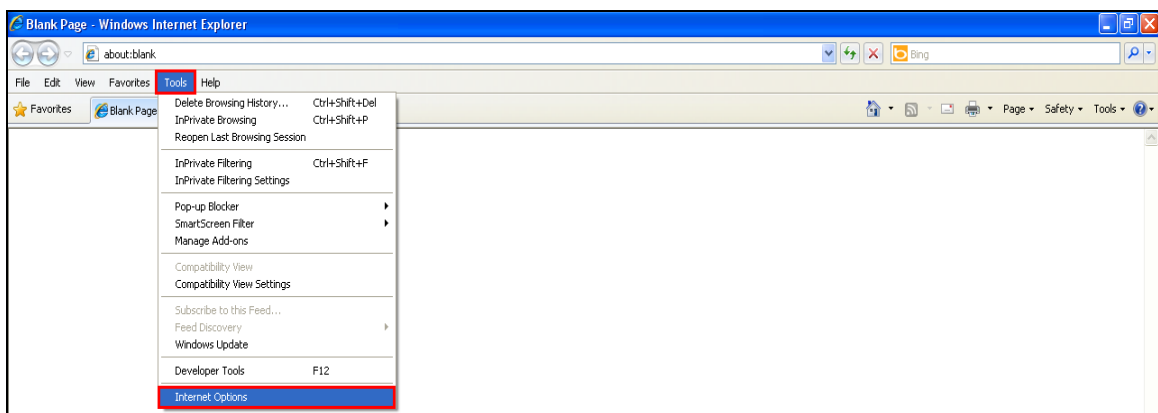 Blank Page - Windows Internet Explorer
about:blank
Bing
File Edit View Favorites Tools Help
Favorites Blank Page Page Safety Tools
Delete Browsing History... Ctrl+Shift+Del
InPrivate Browsing Ctrl+Shift+P
Reopen Last Browsing Session
InPrivate Filtering Ctrl+Shift+F
InPrivate Filtering Settings
Pop-up Blocker
SmartScreen Filter
Manage Add-ons
Compatibility View
Compatibility View Settings
Subscribe to this Feed...
Feed Discovery
Windows Update
Developer Tools F12
Internet Options